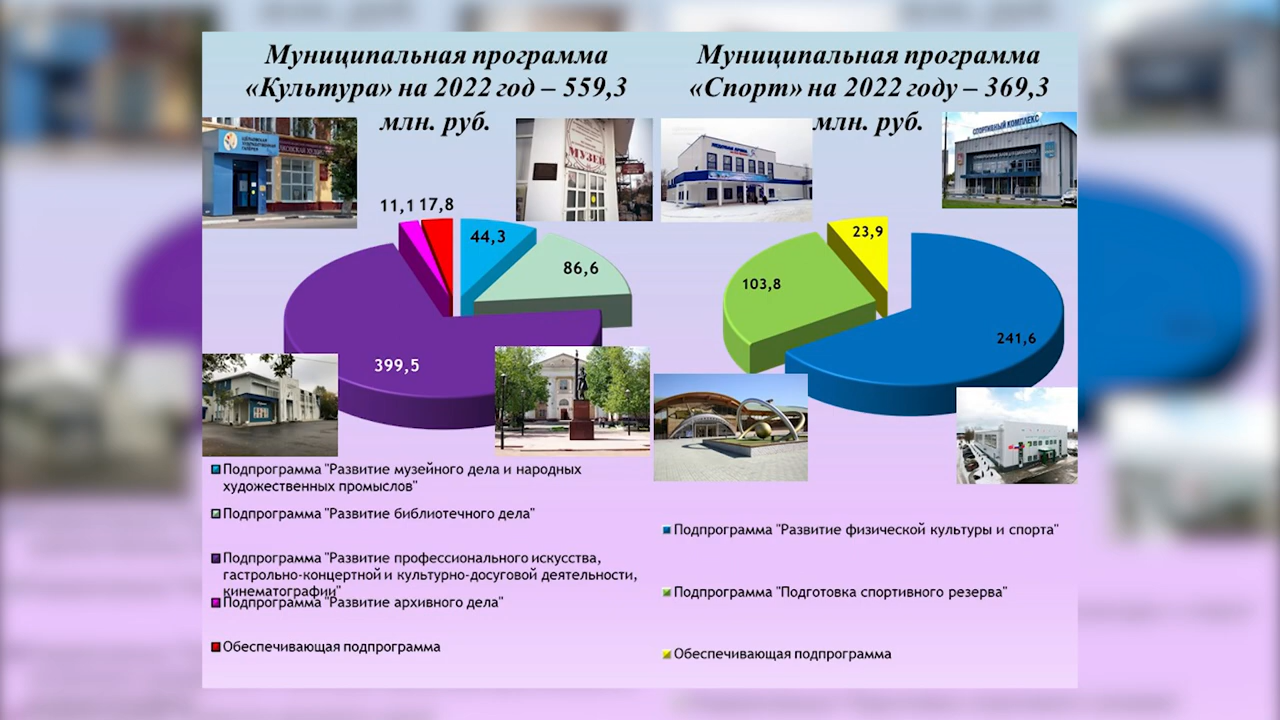 Муниципальная программа
«Культура» на 2022 год – 559,3
млн. руб.
МУЗЕЙ
11,1
17,8
44,3
86,6
399,5
Подпрограмма "Развитие музейного дела и народных
художественных промыслов"
Подпрограмма "Развитие библиотечного дела"
Подпрограмма "Развитие профессионального искусства,
гастрольно-концертной и культурно-досуговой деятельности,
кинематографии"
Подпрограмма "Развитие архивного дела"
Обеспечивающая подпрограмма
Муниципальная программа
«Спорт» на 2022 году – 369,3
млн. руб.
СПОРТИВНЫЙ КОМПЛЕКС
23,9
103,8
241,6
Подпрограмма "Развитие физической культуры и спорта"
Подпрограмма "Подготовка спортивного резерва"
Обеспечивающая подпрограмма